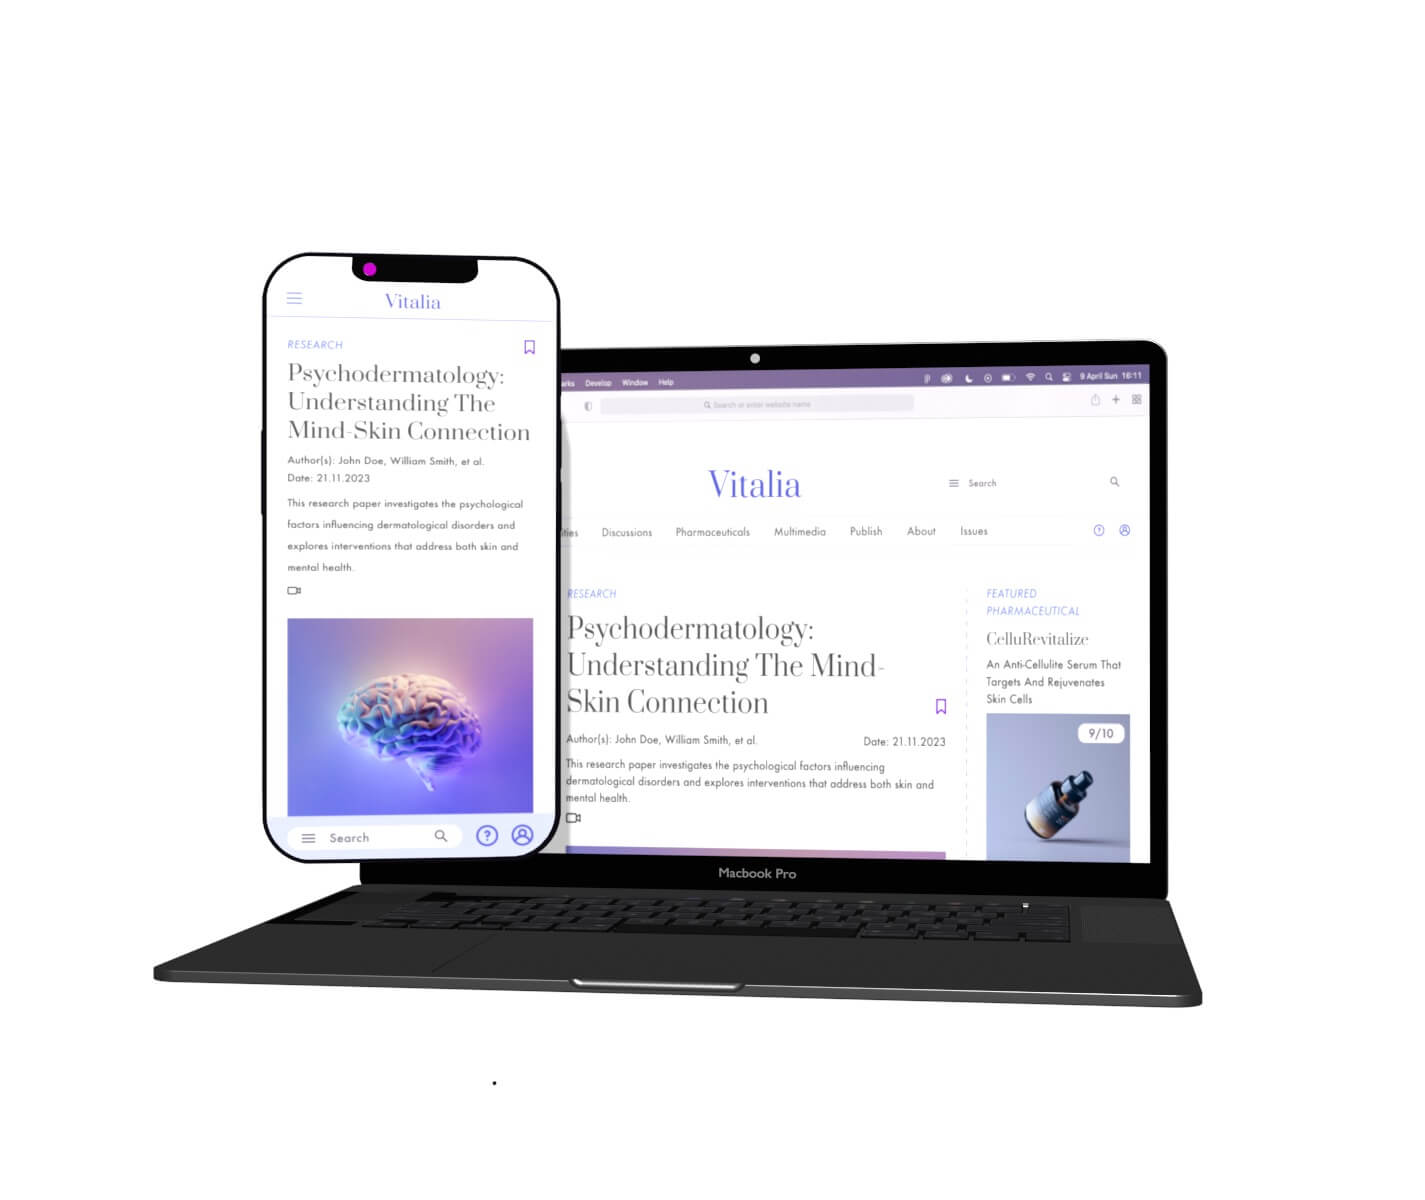 Vitalia
RESEARCH
Psychodermatology:
Understanding The
Mind-Skin Connection
Author(s): John Doe, William Smith, et al.
Date: 21.11.2023
This research paper investigates the psychological
factors influencing dermatological disorders and
explores interventions that address both skin and
mental health.
Search
arks Develop Window Help
9 April Sun 16:11
Search or enter website name
Vitalia
Search
ities Discussions Pharmaceuticals Multimedia Publish About Issues
RESEARCH
Psychodermatology:
Understanding The Mind-
Skin Connection
Author(s): John Doe, William Smith, et al.
Date: 21.11.2023
This research paper investigates the psychological factors influencing
dermatological disorders and explores interventions that address both skin and
mental health.
FEATURED
PHARMACEUTICAL
CelluRevitalize
An Anti-Cellulite Serum That
Targets And Rejuvenates
Skin Cells
9/10
Macbook Pro